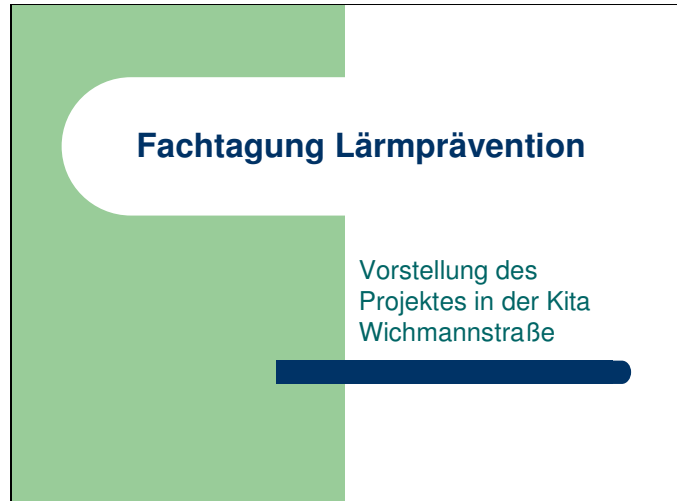 Fachtagung Lärmprävention
Vorstellung des
Projektes in der Kita
Wichmannstraße